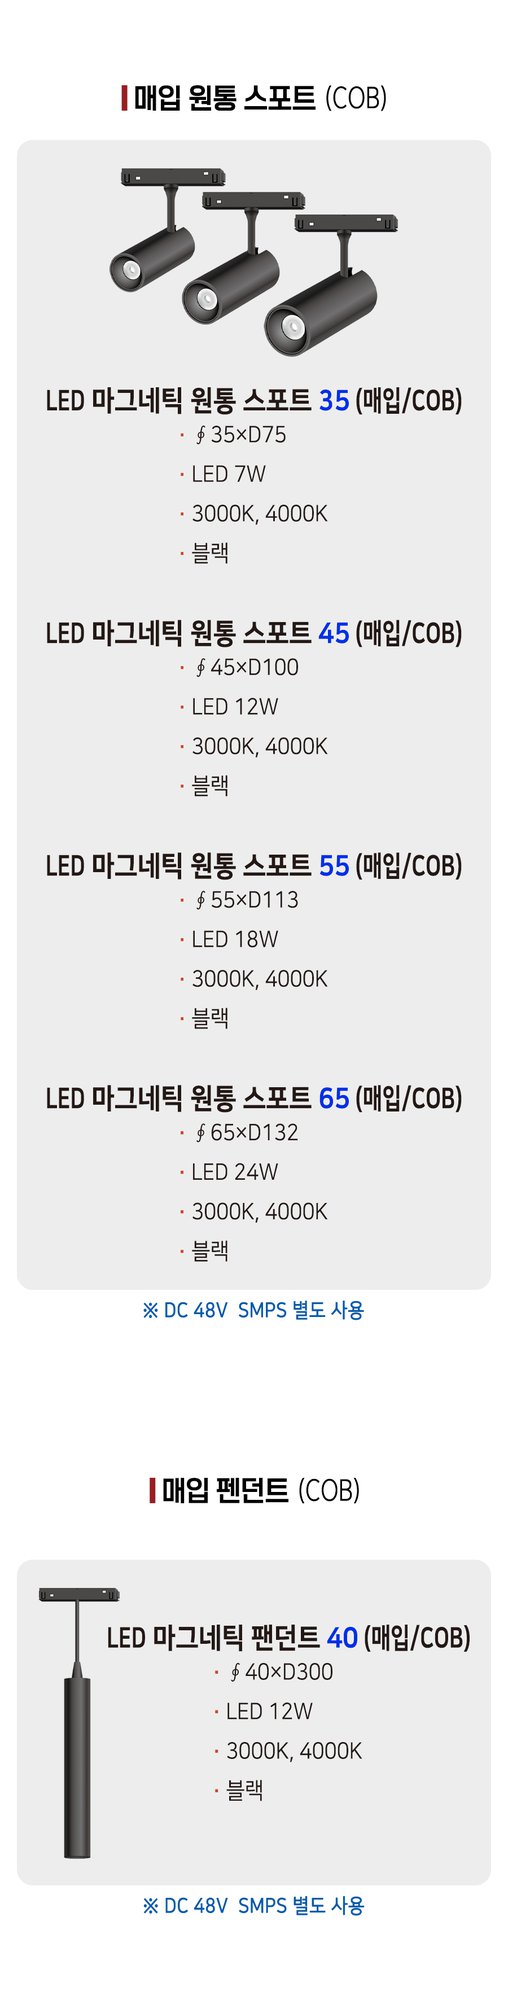 매입 원통 스포트 (COB)
LED 마그네틱 원통 스포트 35 (매입/COB)
· ∮35×D75
· LED 7W
· 3000K, 4000K
· 블랙
LED 마그네틱 원통 스포트 45 (매입/COB)
· ∮45×D100
· LED 12W
· 3000K, 4000K
· 블랙
LED 마그네틱 원통 스포트 55 (매입/COB)
· ∮55×D113
· LED 18W
· 3000K, 4000K
· 블랙
LED 마그네틱 원통 스포트 65 (매입/COB)
· ∮65×D132
· LED 24W
· 3000K, 4000K
· 블랙
※ DC 48V SMPS 별도 사용
매입 펜던트 (COB)
LED 마그네틱 팬던트 40 (매입/COB)
· ∮40×D300
· LED 12W
· 3000K, 4000K
· 블랙
※ DC 48V SMPS 별도 사용